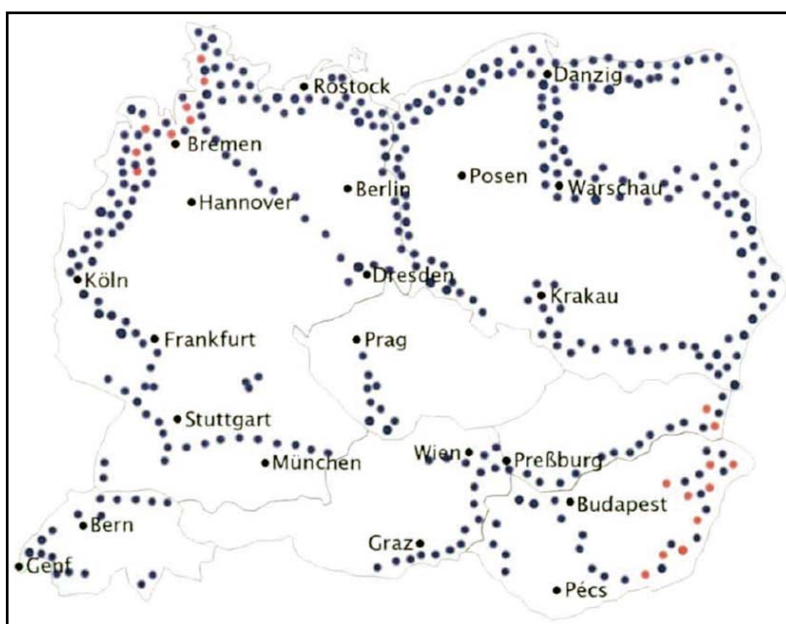 Danzig
Rostock
Bremen
Posen
Berlin
Warschau
Hannover
Dresden
Köln
Krakau
Frankfurt
Prag
Stuttgart
Wien
Preßburg
München
Budapest
Bern
Graz
Genf
Pécs